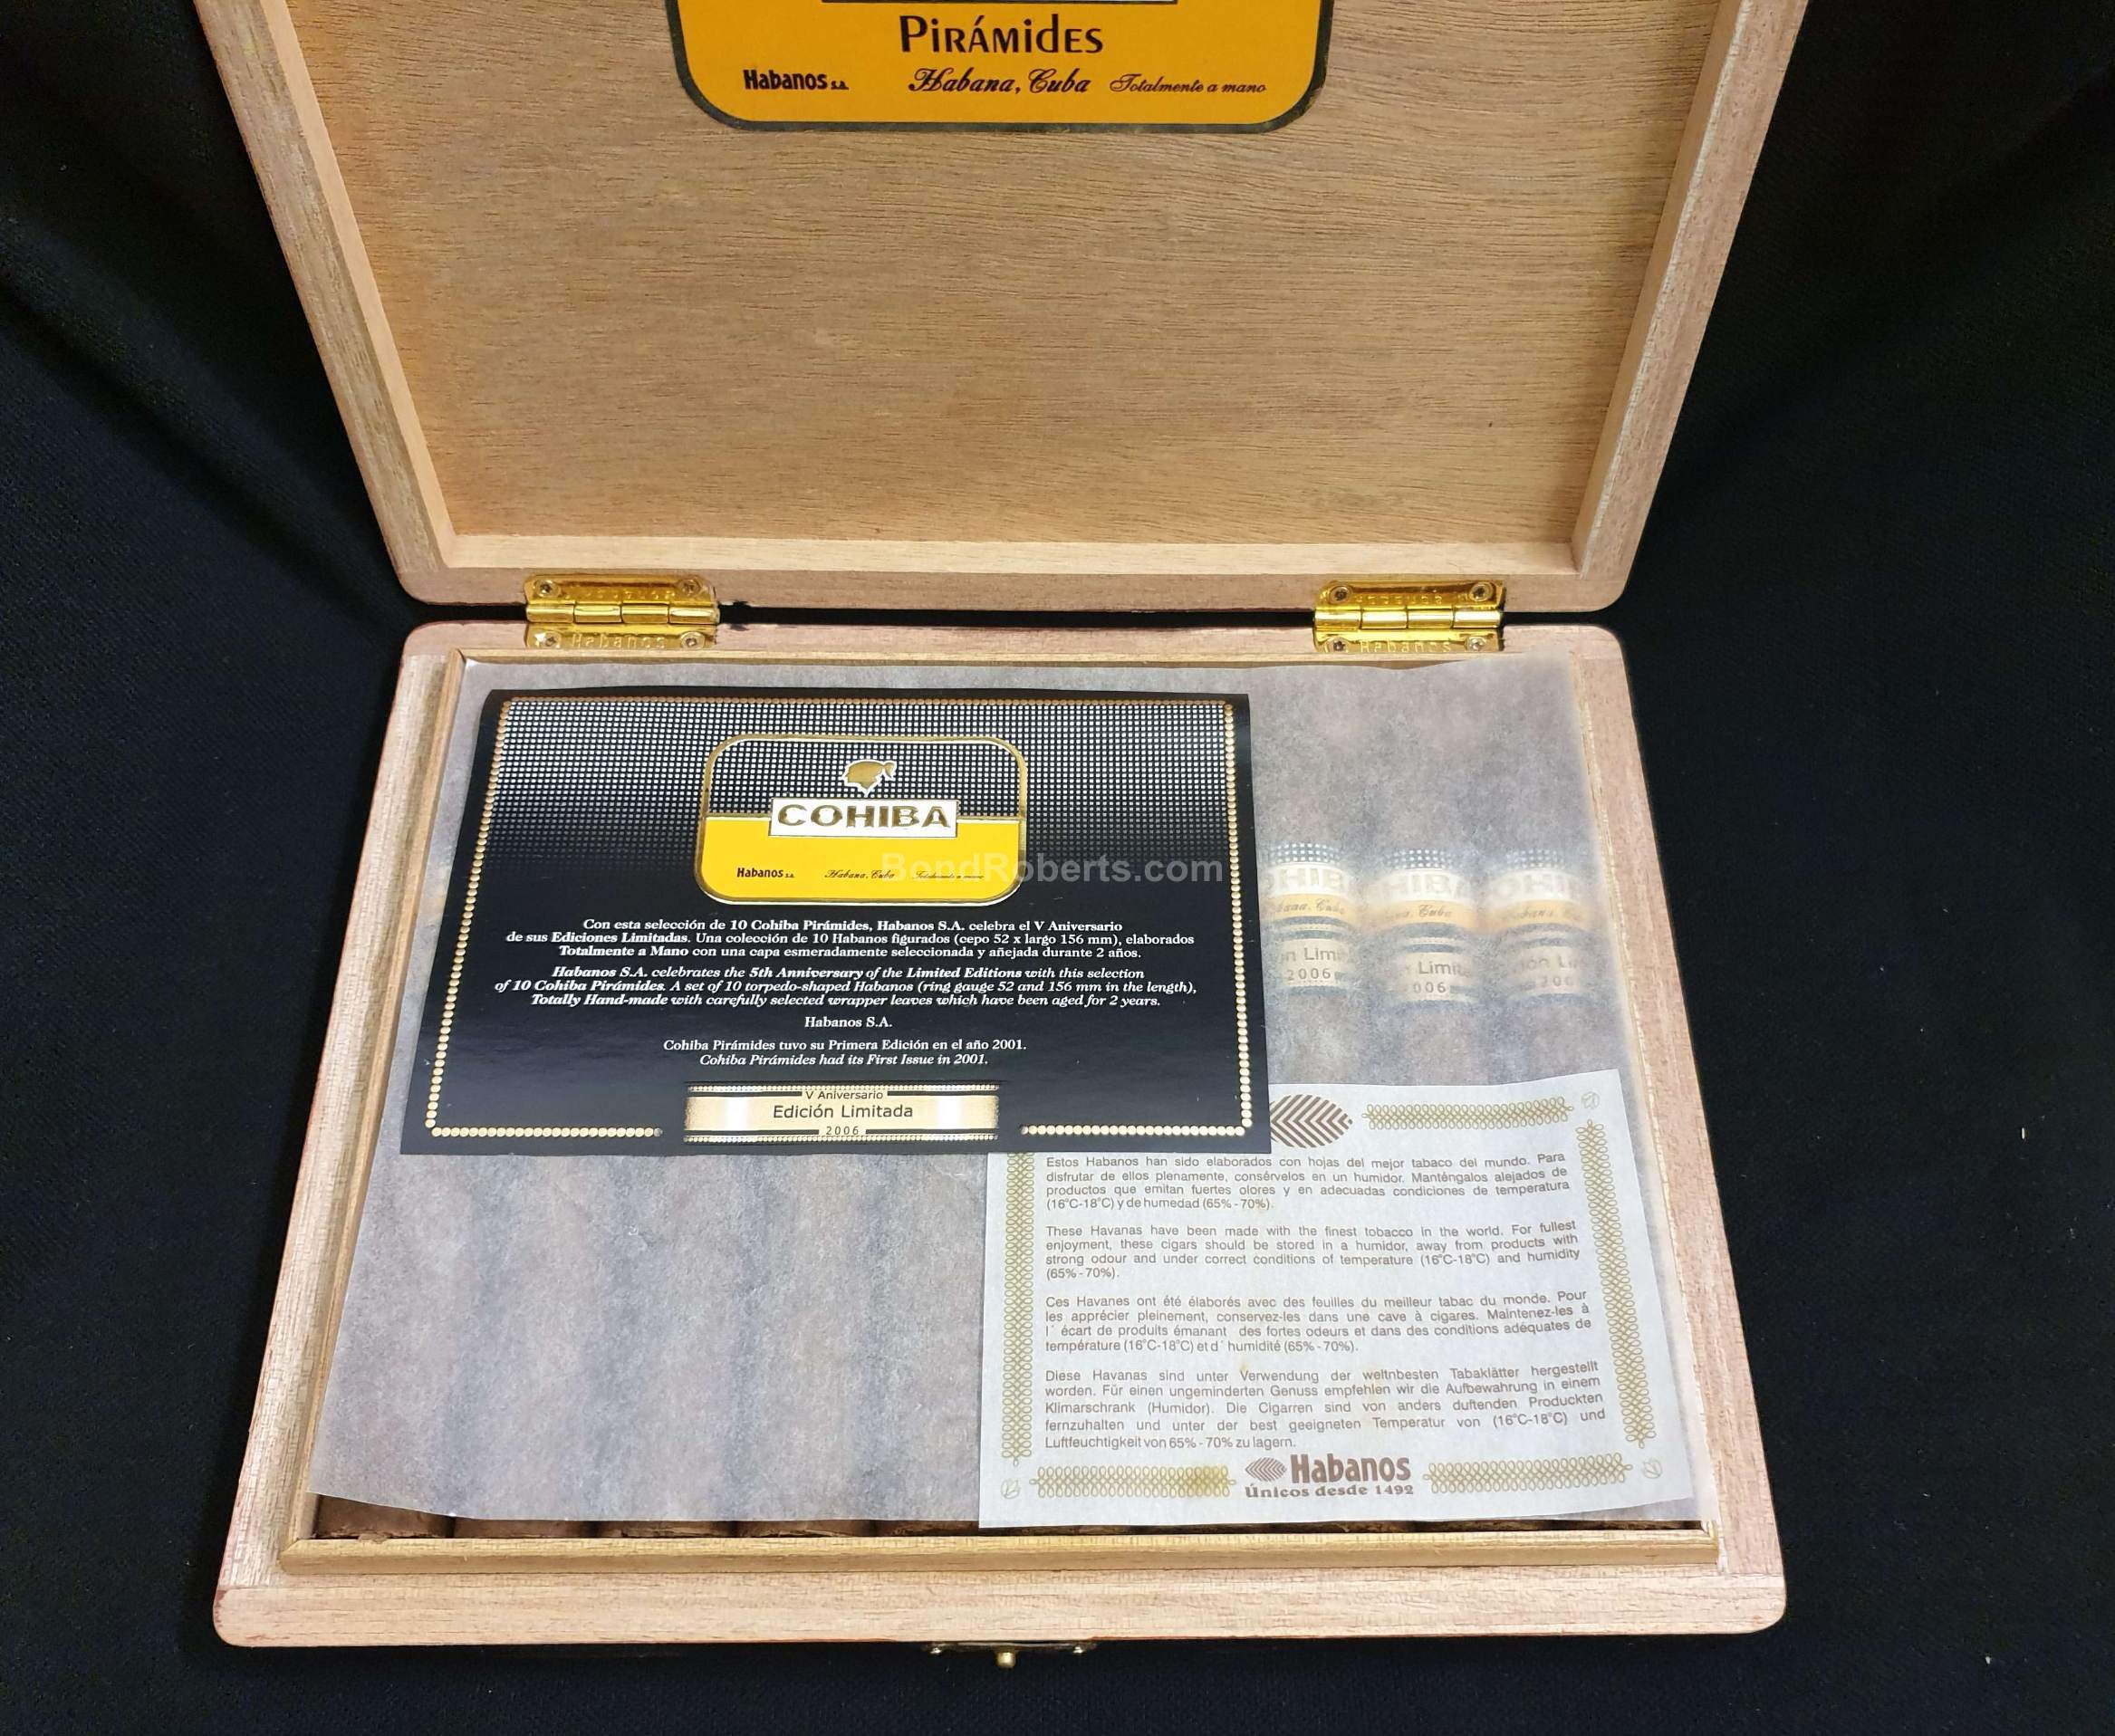 Pirámides
Habanos s.a. Habana, Cuba Totalmente a mano
Habanos
Habanos
COHIBA
Habanos s.a. Habana, Cuba Totalmente a mano
BondRoberts.com
Con esta selección de 10 Cohiba Pirámides, Habanos S.A. celebra el V Aniversario
de sus Ediciones Limitadas. Una colección de 10 Habanos figurados (cepo 52 x largo 156 mm), elaborados
Totalmente a Mano con una capa esmeradamente seleccionada y añejada durante 2 años.
Habanos S.A. celebrates the 5th Anniversary of the Limited Editions with this selection
of 10 Cohiba Pirámides. A set of 10 torpedo-shaped Habanos (ring gauge 52 and 156 mm in the length),
Totally Hand-made with carefully selected wrapper leaves which have been aged for 2 years.
Habanos S.A.
Cohiba Pirámides tuvo su Primera Edición en el año 2001.
Cohiba Pirámides had its First Issue in 2001.
V Aniversario
Edición Limitada
2006
HIB HIB OHIB
Cuba Cuba
n Lim n Limi ion Li
2006 006 200
Estos Habanos han sido elaborados con hojas del mejor tabaco del mundo. Para
disfrutar de ellos plenamente, consérvelos en un humidor. Manténgalos alejados de
productos que emitan fuertes olores y en adecuadas condiciones de temperatura
(16°C-18°C) y de humedad (65% - 70%).
These Havanas have been made with the finest tobacco in the world. For fullest
enjoyment, these cigars should be stored in a humidor, away from products with
strong odour and under correct conditions of temperature (16°C-18°C) and humidity
(65% - 70%).
Ces Havanes ont été élaborés avec des feuilles du meilleur tabac du monde. Pour
les apprécier pleinement, conservez-les dans une cave à cigares. Maintenez-les à
l´ écart de produits émanant des fortes odeurs et dans des conditions adéquates de
température (16°C-18°C) et d´ humidité (65% - 70%).
Diese Havanas sind unter Verwendung der weltnbesten Tabaklätter hergestellt
worden. Für einen ungeminderten Genuss empfehlen wir die Aufbewahrung in einem
Klimarschrank (Humidor). Die Cigarren sind von anders duftenden Produckten
fernzuhalten und unter der best geeigneten Temperatur von (16°C-18°C) und
Luftfeuchtigkeit von 65% - 70% zu lagern.
Habanos
Únicos desde 1492